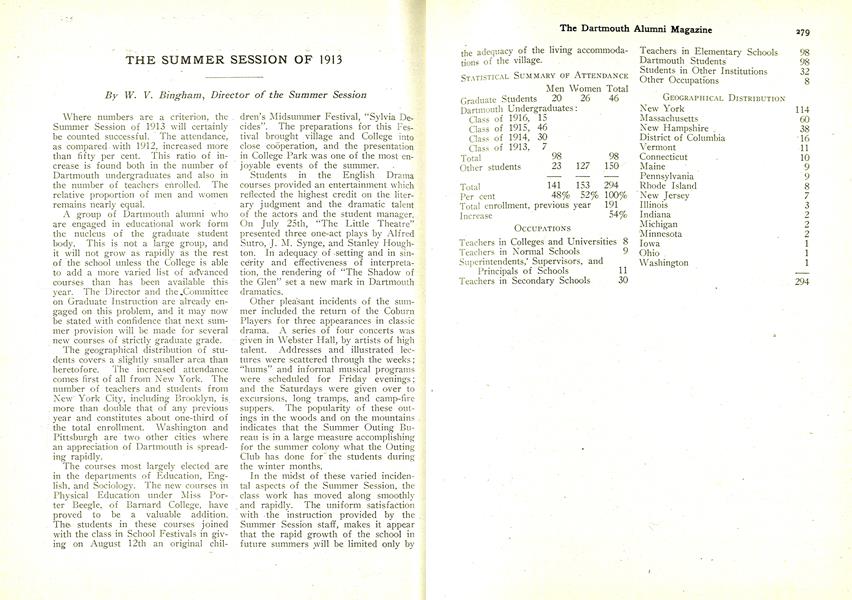 THE SUMMER SESSION OF 1913
By W. V. Bingham, Director of the Summer Session
Where numbers are a criterion, the
Summer Session of 1913 will certainly
be counted successful. The attendance,
as compared with 1912, increased more
than fifty per cent. This ratio of in-
crease is found both in the number of
Dartmouth undergraduates and also in
the number of teachers enrolled. The
relative proportion of men and women
remains nearly equal.
A group of Dartmouth alumni who
are engaged in educational work form
the nucleus of the graduate student
body. This is not a large group, and
it will not grow as rapidly as the rest
of the school unless the College is able
to add a more varied list of advanced
courses than has been available this
year. The Director and the Committee
on Graduate Instruction are already en-
gaged on this problem, and it may now
be stated with confidence that next sum-
mer provision will be made for several
new courses of strictly graduate grade.
The geographical distribution of stu-
dents covers a slightly smaller area than
heretofore. The increased attendance
comes first of all from New York. The
number of teachers and students from
New York City, including Brooklyn, is
more than double that of any previous
year and constitutes about one-third of
the total enrollment. Washington and
Pittsburgh are two other cities where
an appreciation of Dartmouth is spread-
ing rapidly.
The courses most largely elected are
in the departments of Education, Eng-
lish, and Sociology. The new courses in
Physical Education under Miss Por-
ter Beegle, of Barnard College, have
proved to be a valuable addition.
The students in these courses joined
with the class in School Festivals in giv-
ing on August 12th an original chil-
dren's Midsummer Festival, "Sylvia De-
cides". The preparations for this Fes-
tival brought village and College into
close coöperation, and the presentation
in College Park was one of the most en-
joyable events of the summer.
Students in the English Drama
courses provided an entertainment which
reflected the highest credit on the liter-
ary judgment and the dramatic talent
of the actors and the student manager.
On July 25th, "The Little Theatre"
presented three one-act plays by Alfred
Sutro, J. M. Synge, and Stanley Hough-
ton. In adequacy of setting and in sin-
cerity and effectiveness of interpreta-
tion, the rendering of "The Shadow of
the Glen" set a new mark in Dartmouth
dramatics.
Other pleasant incidents of the sum-
mer included the return of the Coburn
Players for three appearances in classic
drama. A series of four concerts was
given in Webster Hall, by artists of high
talent. Addresses and illustrated lec-
tures were scattered through the weeks;
"hums" and informal musical programs
were scheduled for Friday evenings;
and the Saturdays were given over to
excursions, long tramps, and camp-fire
suppers. The popularity of these out-
ings in the woods and on the mountains
indicates that the Summer Outing Bu-
reau is in a large measure accomplishing
for the summer colony what the Outing
Club has done for the students during
the winter months.
In the midst of these varied inciden-
tal aspects of the Summer Session, the
class work has moved along smoothly
and rapidly. The uniform satisfaction
with the instruction provided by the
Summer Session staff, makes it appear
that the rapid growth of the school in
future summers will be limited only by
The Dartmouth Alumni Magazine 279
the adequacy of the living accommoda-
tions of the village.
STATISTICAL SUMMARY OF ATTENDANCE
Men Women Total
Graduate Students 20 26 46
Dartmouth Undergraduates:
Class of 1916, 15
Class of 1915, 46
Class of 1914, 30
Class of 1913, 7
Total 98 98
Other students 23 127 150
Total 141 153 294
Per cent 48% 52% 100%
Total enrollment, previous year 191
Increase 54%
OCCUPATIONS
Teachers in Colleges and Universities 8
Teachers in Normal Schools 9
Superintendents,' Supervisors, and
Principals of Schools 11
Teachers in Secondary Schools 30
Teachers in Elementary Schools 98
Dartmouth Students 98
Students in Other Institutions 32
Other Occupations 8
GEOGRAPHICAL DISTRIBUTION
New York 114
Massachusetts 60
New Hampshire 38
District of Columbia 16
Vermont 11
Connecticut 10
Maine 9
Pennsylvania 9
Rhode Island 8
New Jersey 7
Illinois 3
Indiana 2
Michigan 2
Minnesota 2
Iowa 1
Ohio 1
Washington 1
294